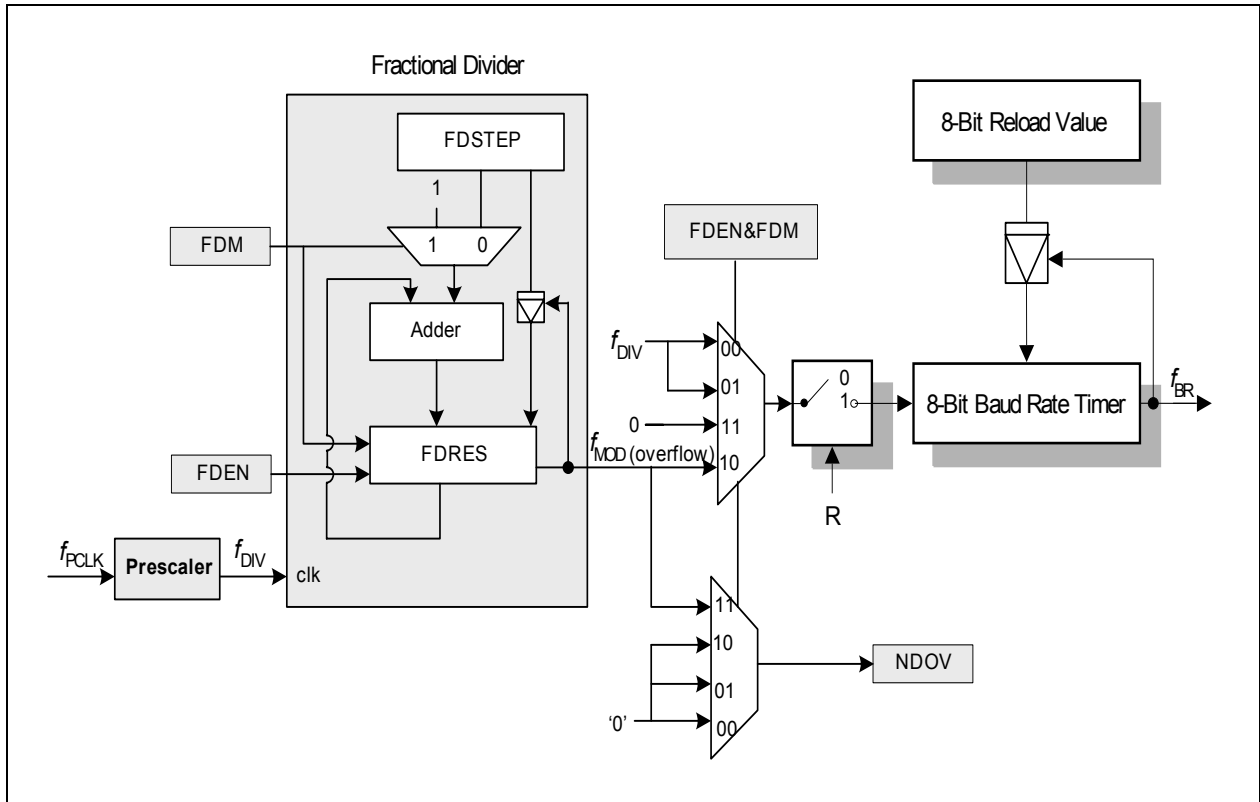 Fractional Divider
FDSTEP
8-Bit Reload Value
1
FDM
1 0
FDEN&FDM
Adder
fDIV
00
01
0
11
fMOD (overflow)
10
0
1
8-Bit Baud Rate Timer
fBR
FDRES
FDEN
R
fPCLK
Prescaler
fDIV
clk
11
10
01
'0'
00
NDOV